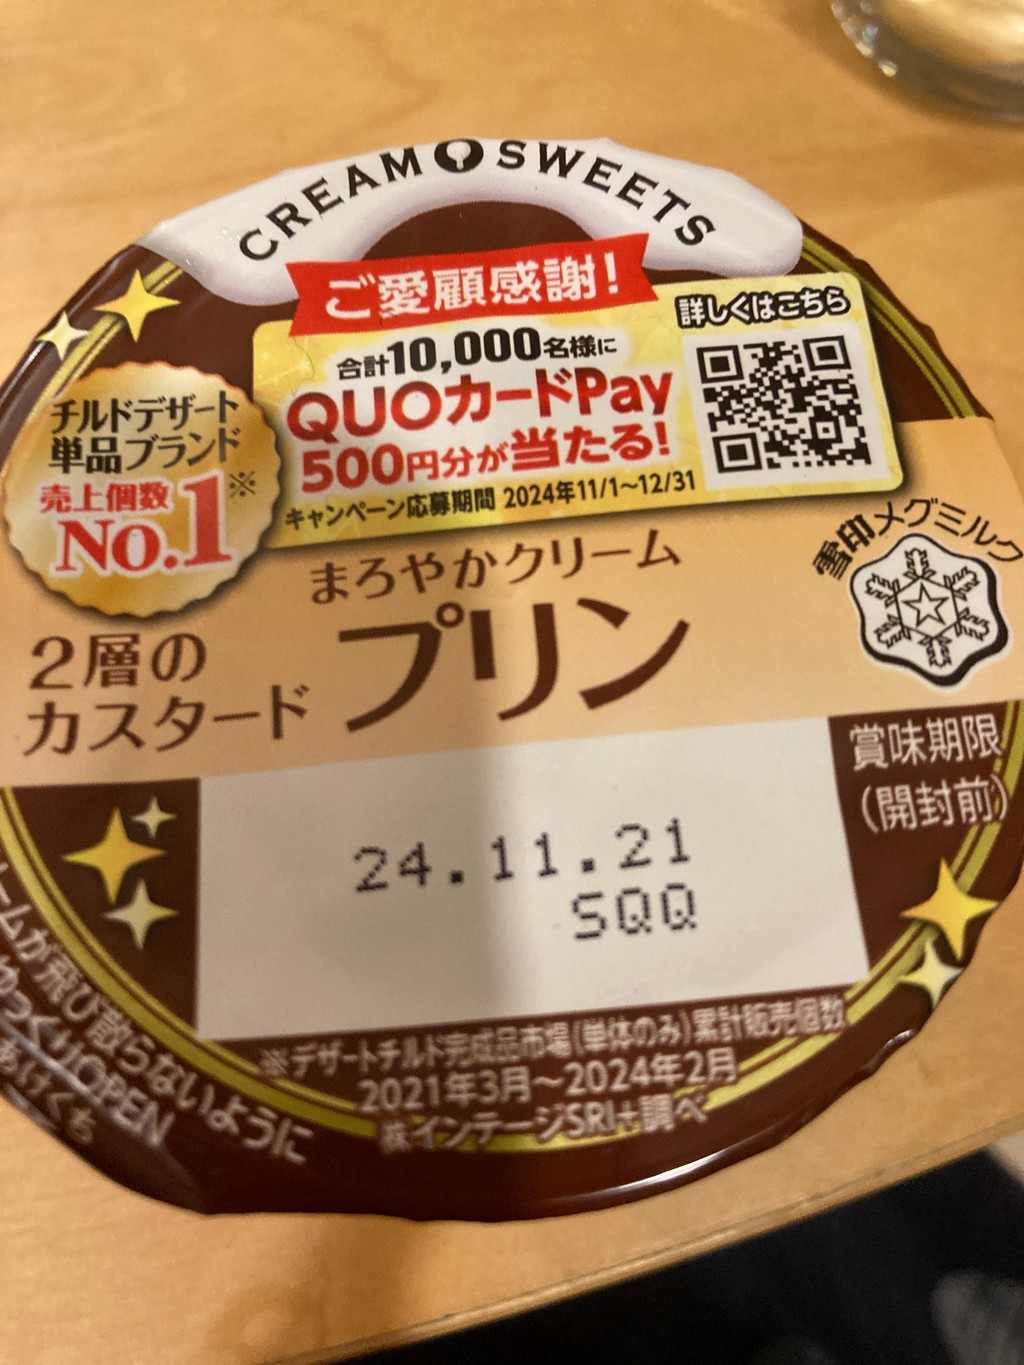 CREAM SWEETS
ご愛顧感謝!
詳しくはこちら
合計10,000名様に
QUOカードPay
500円分が当たる!
キャンペーン応募期間 2024年11/1〜12/31
チルドデザート
単品ブランド
売上個数
No.1※
雪印メグミルク
まろやかクリーム
プリン
2層の
カスタード
賞味期限
(開封前)
24.11.21
SQQ
※デザートチルド完成品市場(単体のみ)累計販売個数
2021年3月〜2024年2月
㈱インテージSRI+調べ
ームが飛び散らないように
ゆっくりOPEN
あけくち